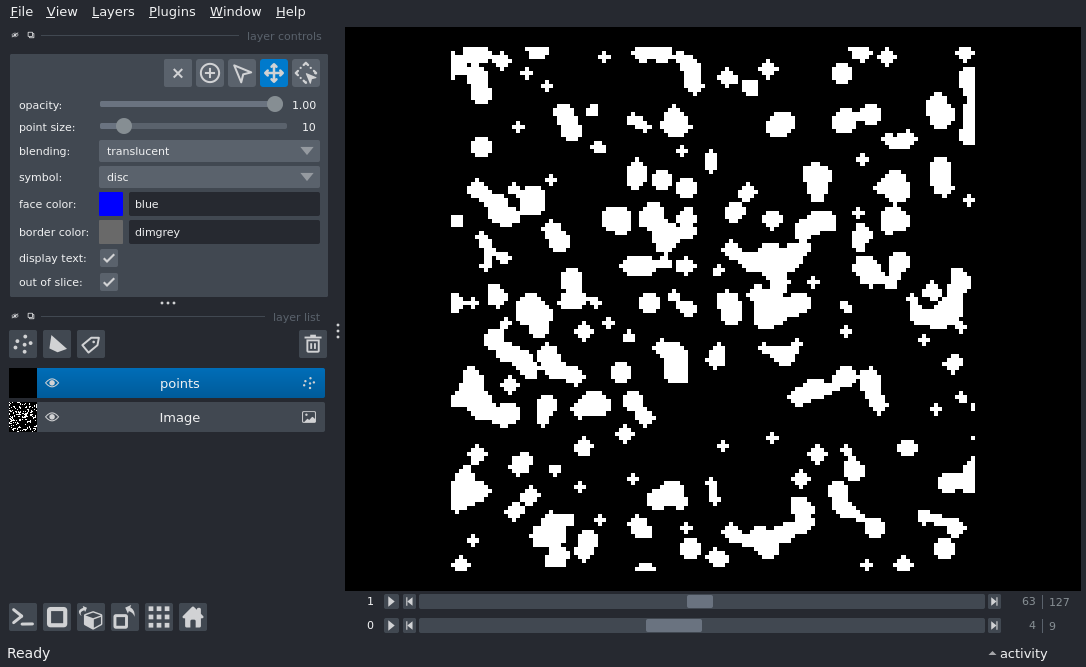 File View Layers Plugins Window Help
layer controls
opacity: 1.00
point size: 10
blending: translucent
symbol: disc
face color: blue
border color: dimgrey
display text:
out of slice:
layer list
points
Image
1 63 127
0 4 9
Ready activity